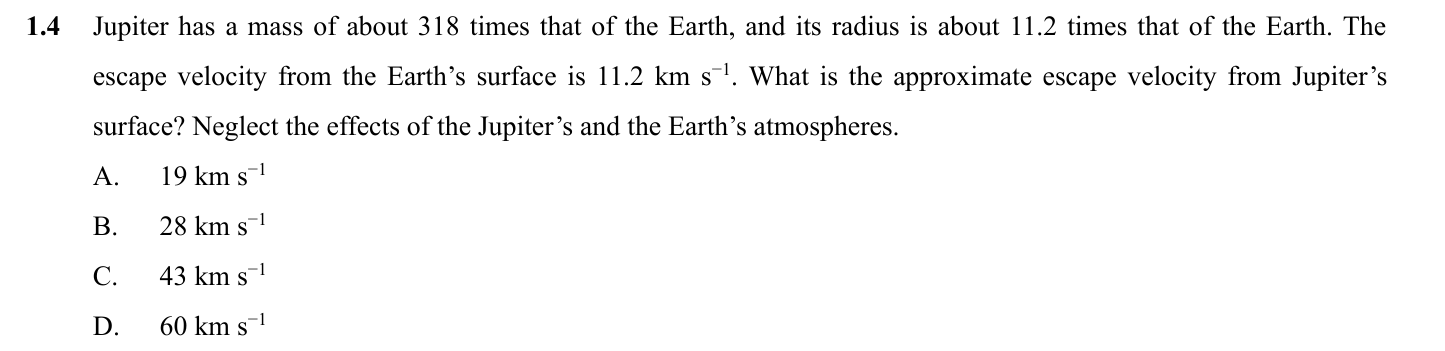 1.4 Jupiter has a mass of about 318 times that of the Earth, and its radius is about 11.2 times that of the Earth. The
escape velocity from the Earth’s surface is 11.2 km s⁻¹. What is the approximate escape velocity from Jupiter’s
surface? Neglect the effects of the Jupiter’s and the Earth’s atmospheres.
A. 19 km s⁻¹
B. 28 km s⁻¹
C. 43 km s⁻¹
D. 60 km s⁻¹